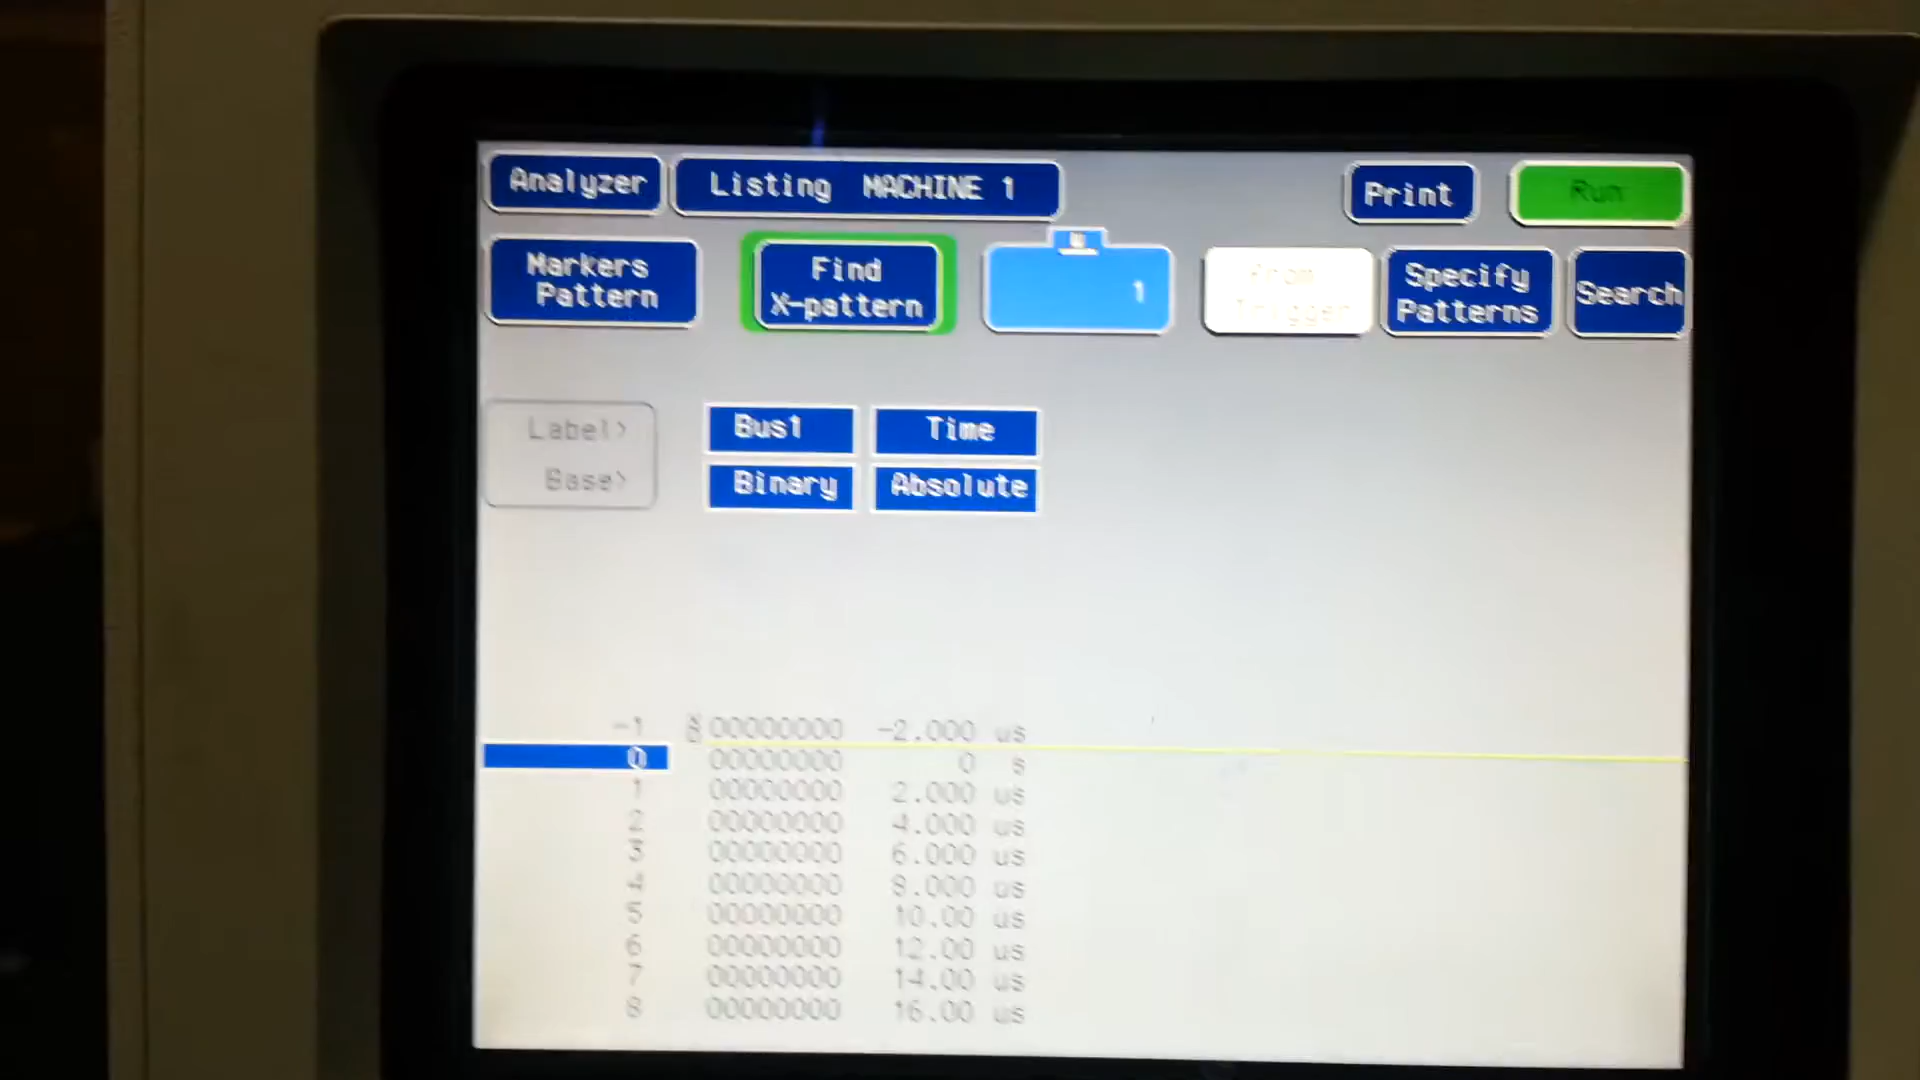 Analyzer Listing MACHINE 1 Print Run
Markers Pattern Find X-pattern 1 From Trigger Specify Patterns Search
Label> Bus1 Time
Base> Binary Absolute
-1 00000000 -2.000 us
0 00000000 0 s
1 00000000 2.000 us
2 00000000 4.000 us
3 00000000 6.000 us
4 00000000 8.000 us
5 00000000 10.00 us
6 00000000 12.00 us
7 00000000 14.00 us
8 00000000 16.00 us